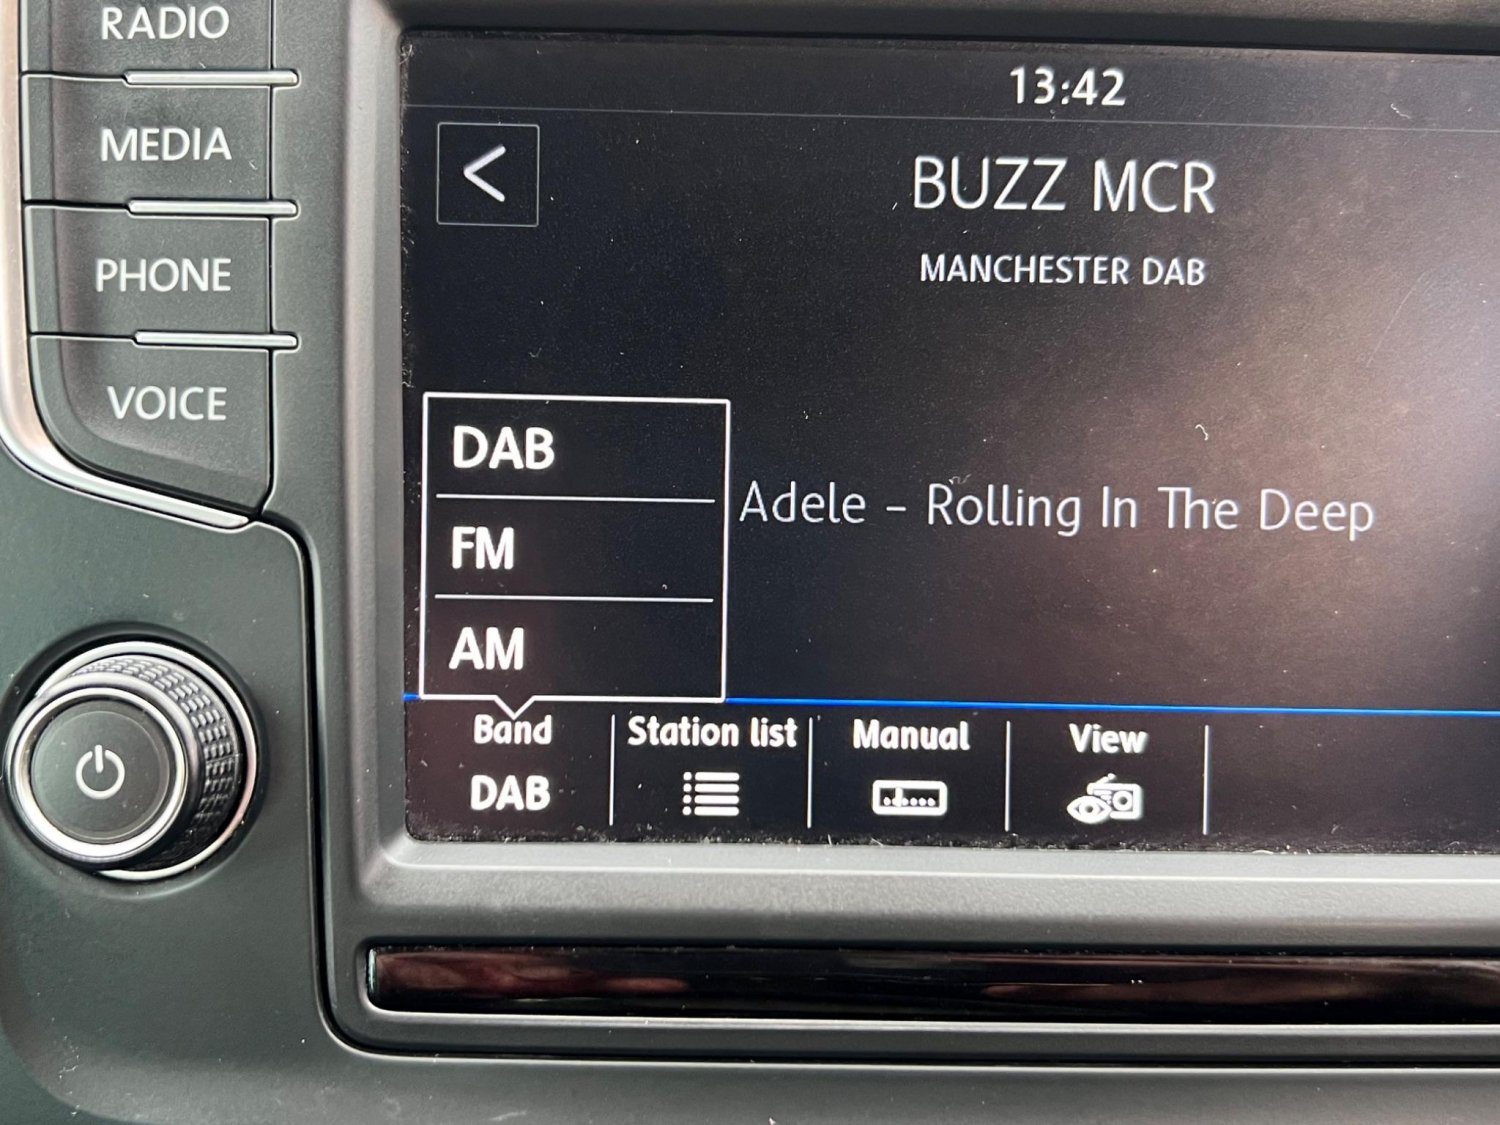 RADIO
MEDIA
PHONE
VOICE
13:42
<
BUZZ MCR
MANCHESTER DAB
DAB
FM
AM
Adele - Rolling In The Deep
Band
DAB
Station list
Manual
View